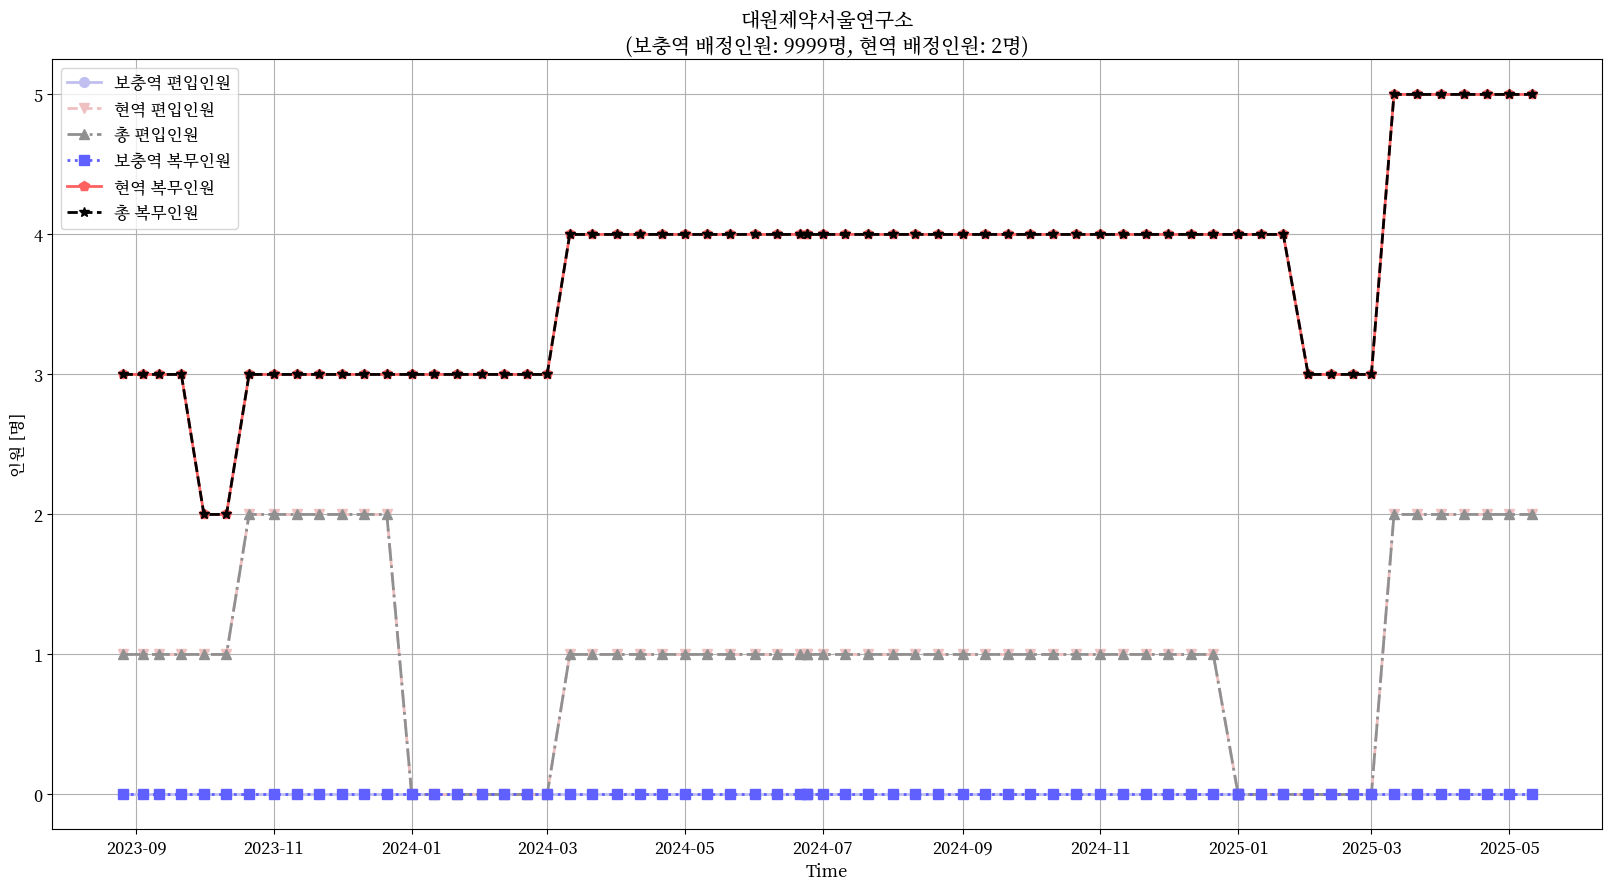 대원제약서울연구소
(보충역 배정인원: 9999명, 현역 배정인원: 2명)
보충역 편입인원
현역 편입인원
총 편입인원
보충역 복무인원
현역 복무인원
총 복무인원
인원 [명]
5
4
3
2
1
0
2023-09
2023-11
2024-01
2024-03
2024-05
2024-07
2024-09
2024-11
2025-01
2025-03
2025-05
Time